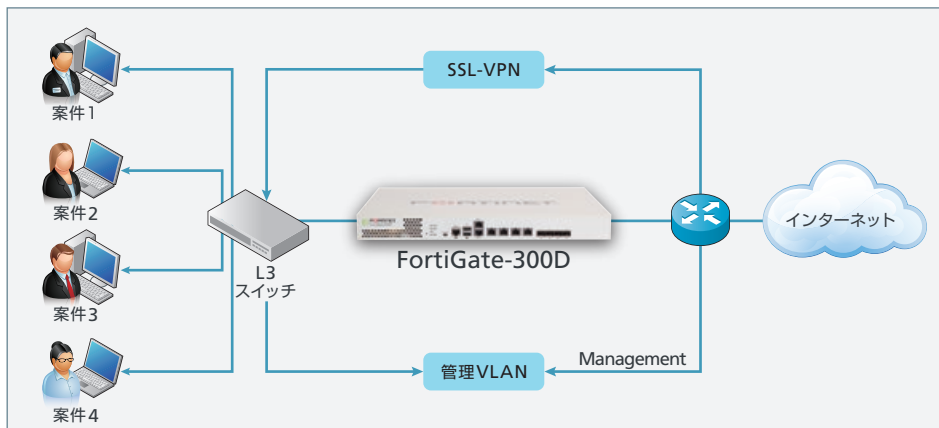 案件1
案件2
案件3
案件4
SSL-VPN
L3
スイッチ
FORTINET
FortiGate-300D
管理VLAN
Management
インターネット